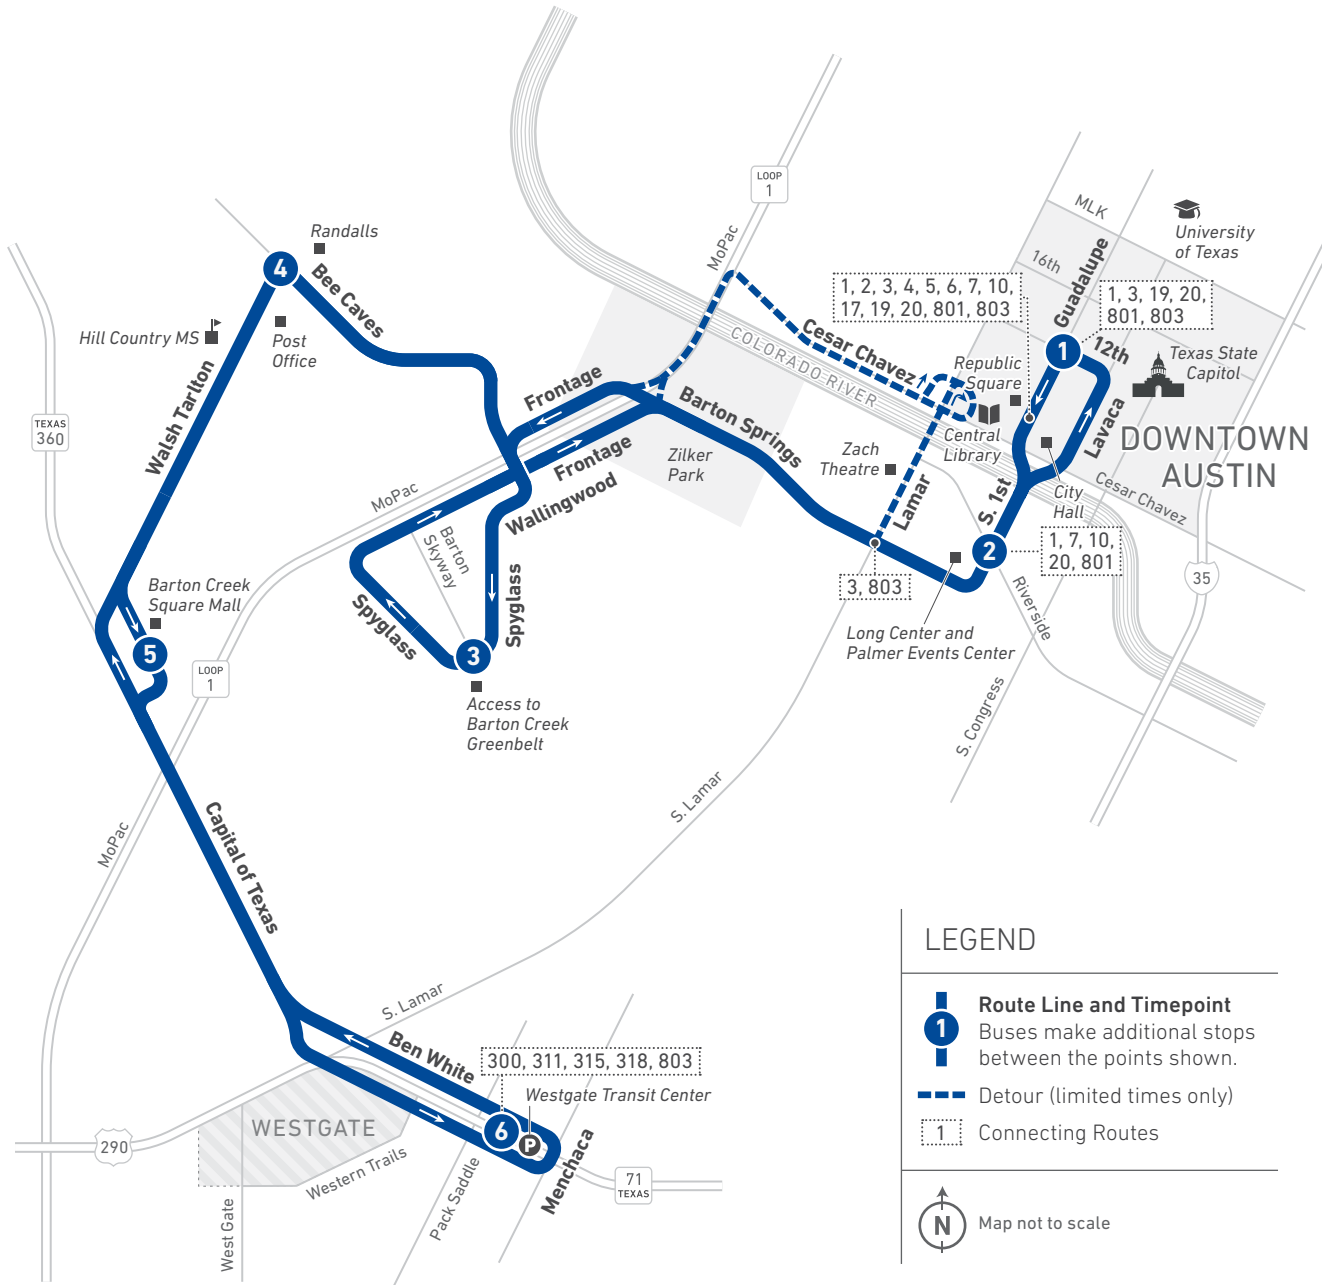 LOOP
1
MoPac
MLK
University
of Texas
16th
Guadalupe
Randalls
4
Bee Caves
1, 2, 3, 4, 5, 6, 7, 10,
17, 19, 20, 801, 803
1, 3, 19, 20,
801, 803
Hill Country MS
Post
Office
Cesar Chavez
COLORADO RIVER
Republic
Square
1
12th
Texas State
Capitol
Walsh Tarlton
Frontage
Barton Springs
Lavaca
DOWNTOWN
AUSTIN
TEXAS
360
Zilker
Park
Zach
Theatre
Central
Library
Frontage
MoPac
Wallingwood
Lamar
S. 1st
City
Hall
Cesar Chavez
Barton
Skyway
2
1, 7, 10,
20, 801
35
3, 803
Barton Creek
Square Mall
Spyglass
Spyglass
Riverside
Long Center and
Palmer Events Center
5
3
LOOP
1
Access to
Barton Creek
Greenbelt
S. Congress
S. Lamar
MoPac
Capital of Texas
S. Lamar
Ben White
300, 311, 315, 318, 803
Westgate Transit Center
WESTGATE
6
P
290
Western Trails
Pack Saddle
Menchaca
71
TEXAS
West Gate
LEGEND
1
Route Line and Timepoint
Buses make additional stops
between the points shown.
Detour (limited times only)
1
Connecting Routes
N
Map not to scale